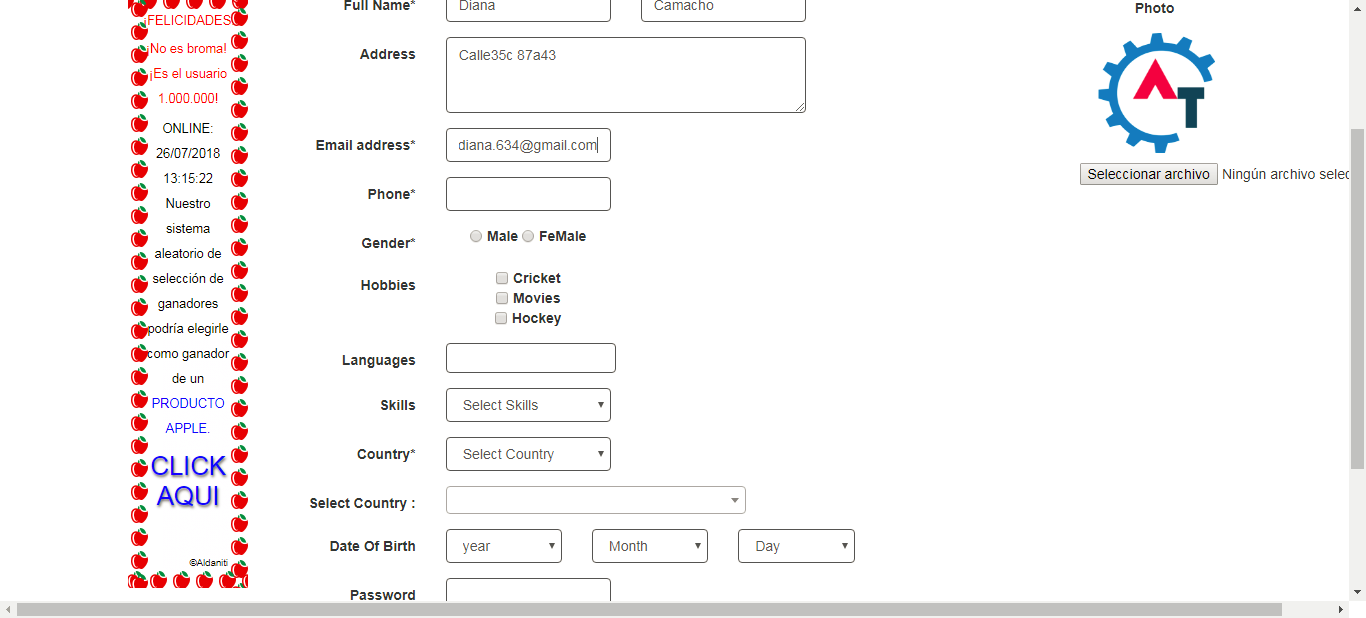 ¡FELICIDADES
¡No es broma!
¡Es el usuario
1.000.000!
ONLINE:
26/07/2018
13:15:22
Nuestro
sistema
aleatorio de
selección de
ganadores
podría elegirle
como ganador
de un
PRODUCTO
APPLE.
CLICK
AQUI
©Aldaniti
Full Name* Diana Camacho
Address Calle35c 87a43
Email address* diana.634@gmail.com
Phone*
Gender* Male FeMale
Hobbies Cricket
Movies
Hockey
Languages
Skills Select Skills
Country* Select Country
Select Country :
Date Of Birth year Month Day
Password
Photo
AT
Seleccionar archivo Ningún archivo selec